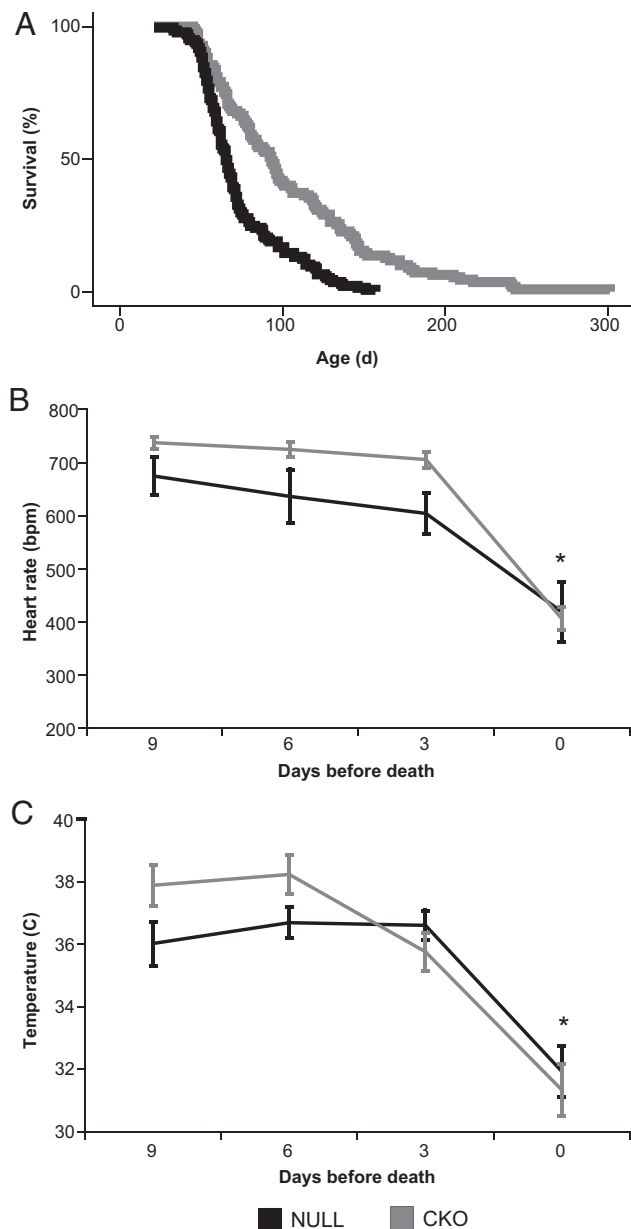 A
100
50
0
Survival (%)
0 100 200 300
Age (d)
B
800
700
600
500
400
300
200
Heart rate (bpm)
*
9 6 3 0
Days before death
C
40
38
36
34
32
30
Temperature (C)
*
9 6 3 0
Days before death
NULL CKO